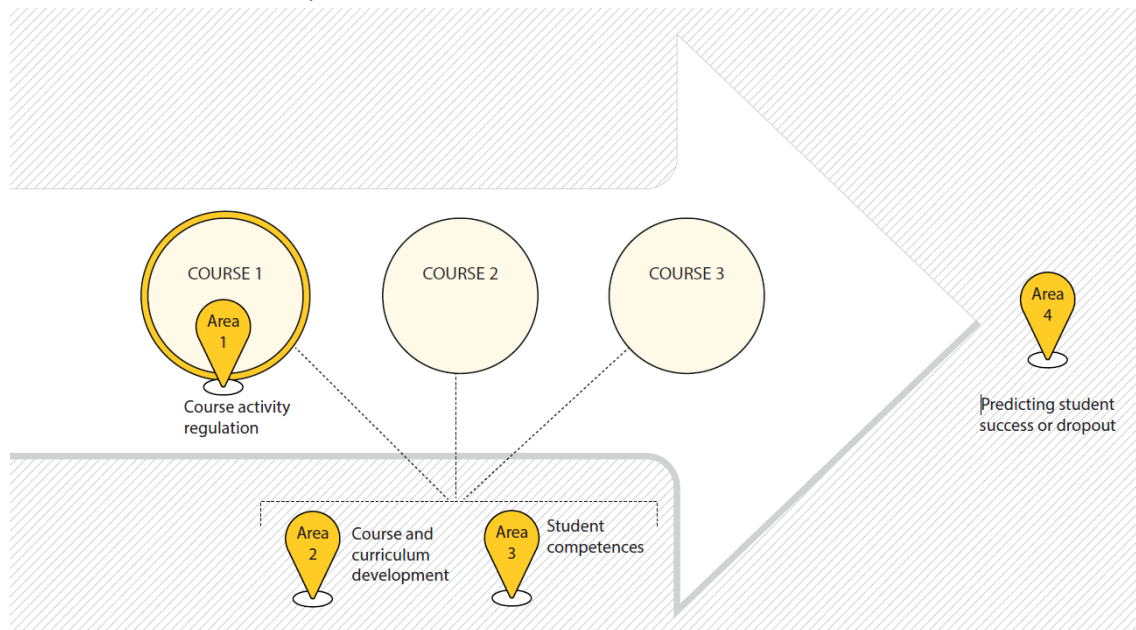 COURSE 1
COURSE 2
COURSE 3
Area
1
Course activity
regulation
Area
4
Predicting student
success or dropout
Area
2
Course and
curriculum
development
Area
3
Student
competences